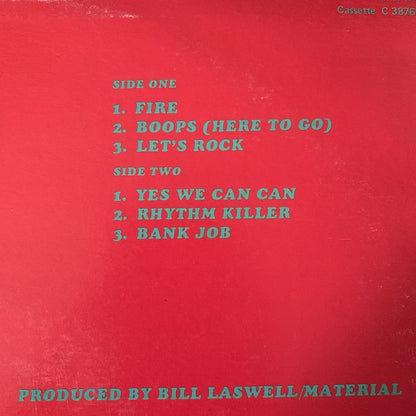 Cassette C 3876
SIDE ONE
1. FIRE
2. BOOPS (HERE TO GO)
3. LET'S ROCK
SIDE TWO
1. YES WE CAN CAN
2. RHYTHM KILLER
3. BANK JOB
PRODUCED BY BILL LASWELL/MATERIAL